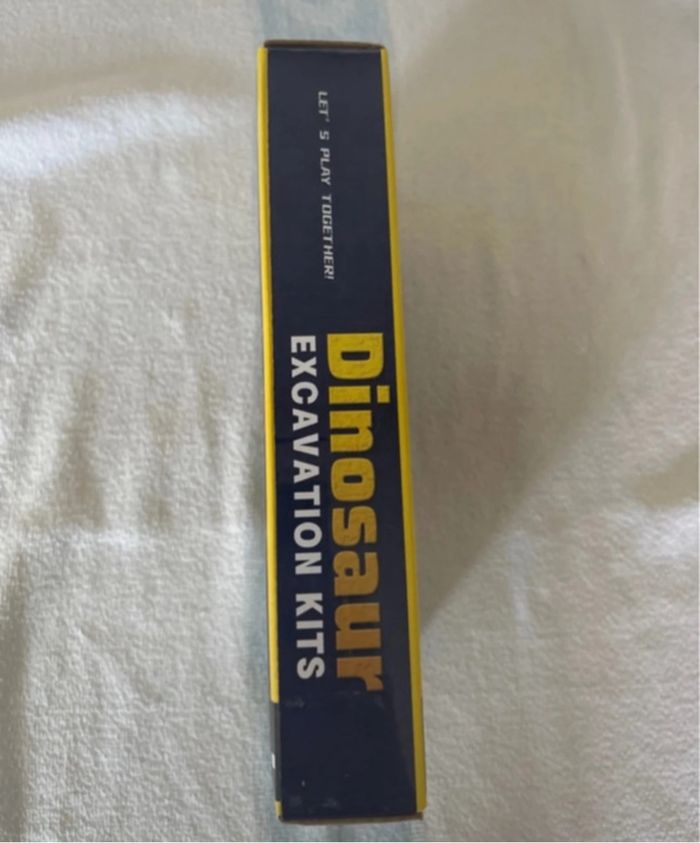 LET' S PLAY TOGETHER!
Dinosaur
EXCAVATION KITS